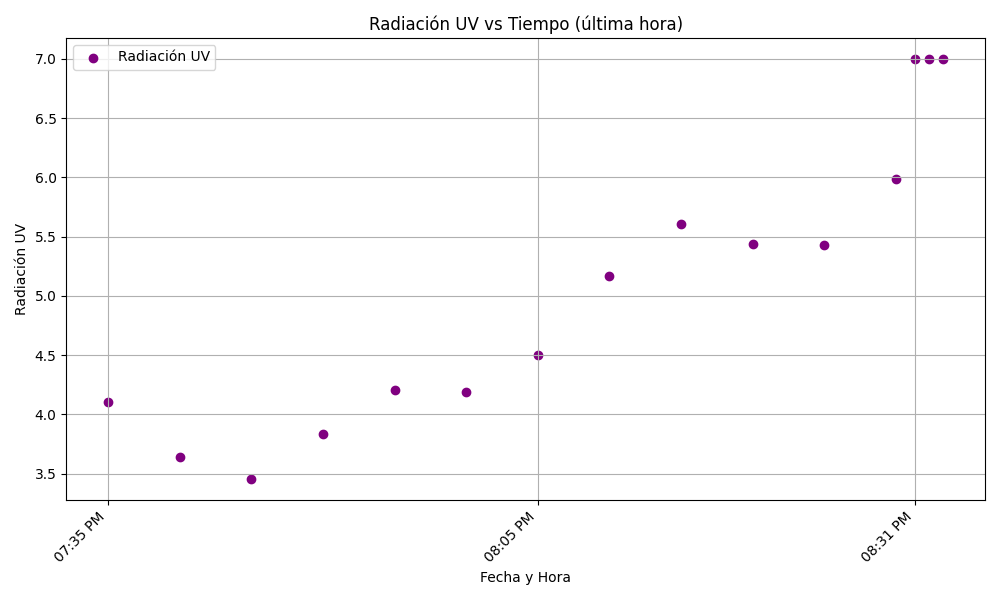 Radiación UV vs Tiempo (última hora)
Radiación UV
7.0
6.5
6.0
5.5
5.0
4.5
4.0
3.5
Radiación UV
07:35 PM
08:05 PM
08:31 PM
Fecha y Hora